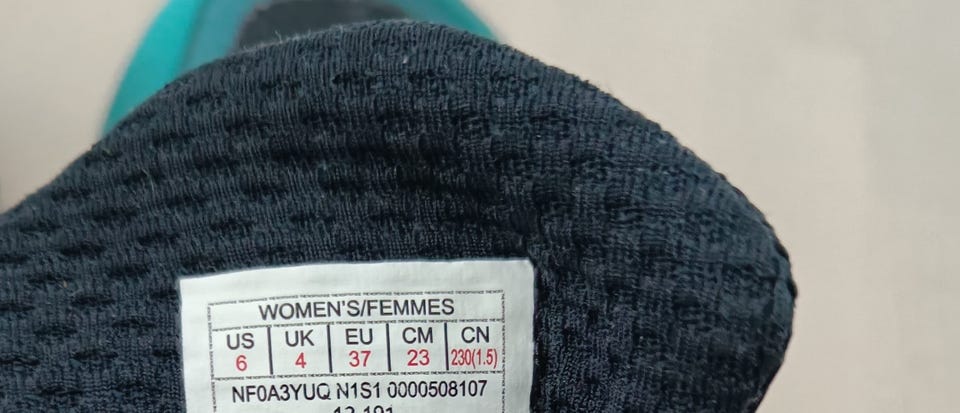 WOMEN'S/FEMMES
US UK EU CM CN
6 4 37 23 230(1.5)
NF0A3YUQ N1S1 0000508107